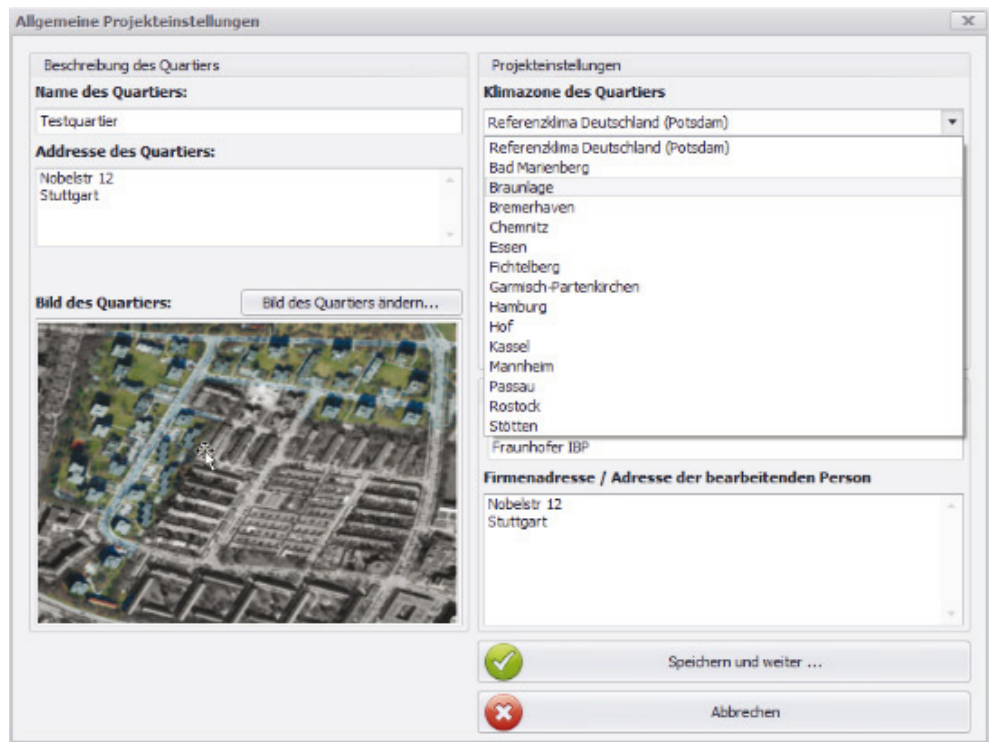 Allgemeine Projekteinstellungen
Beschreibung des Quartiers
Name des Quartiers:
Testquartier
Addresse des Quartiers:
Nobelstr 12
Stuttgart
Bild des Quartiers:
Bild des Quartiers ändern...
Projekteinstellungen
Klimazone des Quartiers
Referenzklima Deutschland (Potsdam)
Referenzklima Deutschland (Potsdam)
Bad Marienberg
Braunlage
Bremerhaven
Chemnitz
Essen
Fichtelberg
Garmisch-Partenkirchen
Hamburg
Hof
Kassel
Mannheim
Passau
Rostock
Stötten
Fraunhofer IBP
Firmenadresse / Adresse der bearbeitenden Person
Nobelstr 12
Stuttgart
Speichern und weiter ...
Abbrechen